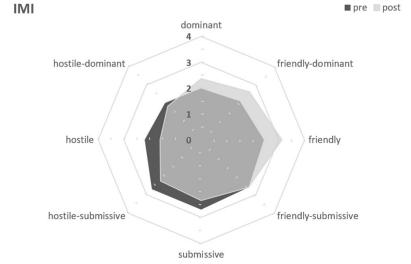 IMI
pre post
dominant
4
hostile-dominant
friendly-dominant
3
2
1
hostile
0
friendly
hostile-submissive
friendly-submissive
submissive